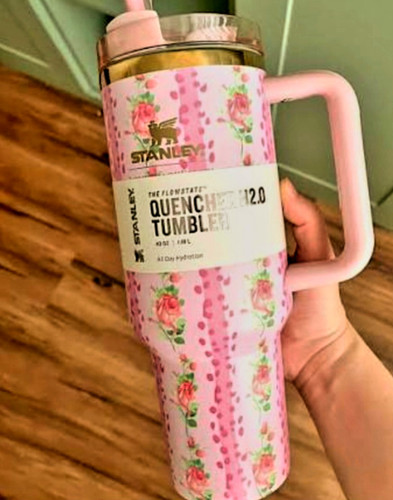 STANLEY
STANLEY.
THE FLOWSTATE™
QUENCHER H2.0
TUMBLER
40 OZ | 1.18 L
All Day Hydration